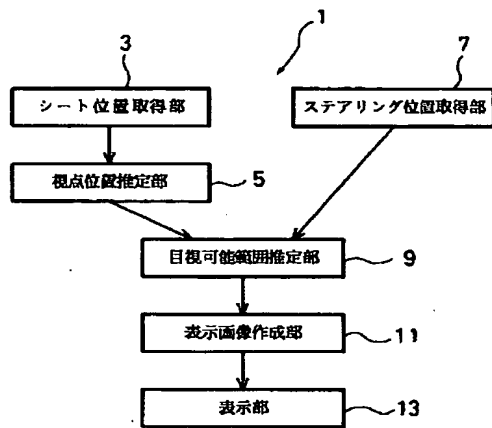 1
3
7
シート位置取得部
ステアリング位置取得部
視点位置推定部
5
目視可能範囲推定部
9
表示画像作成部
11
表示部
13